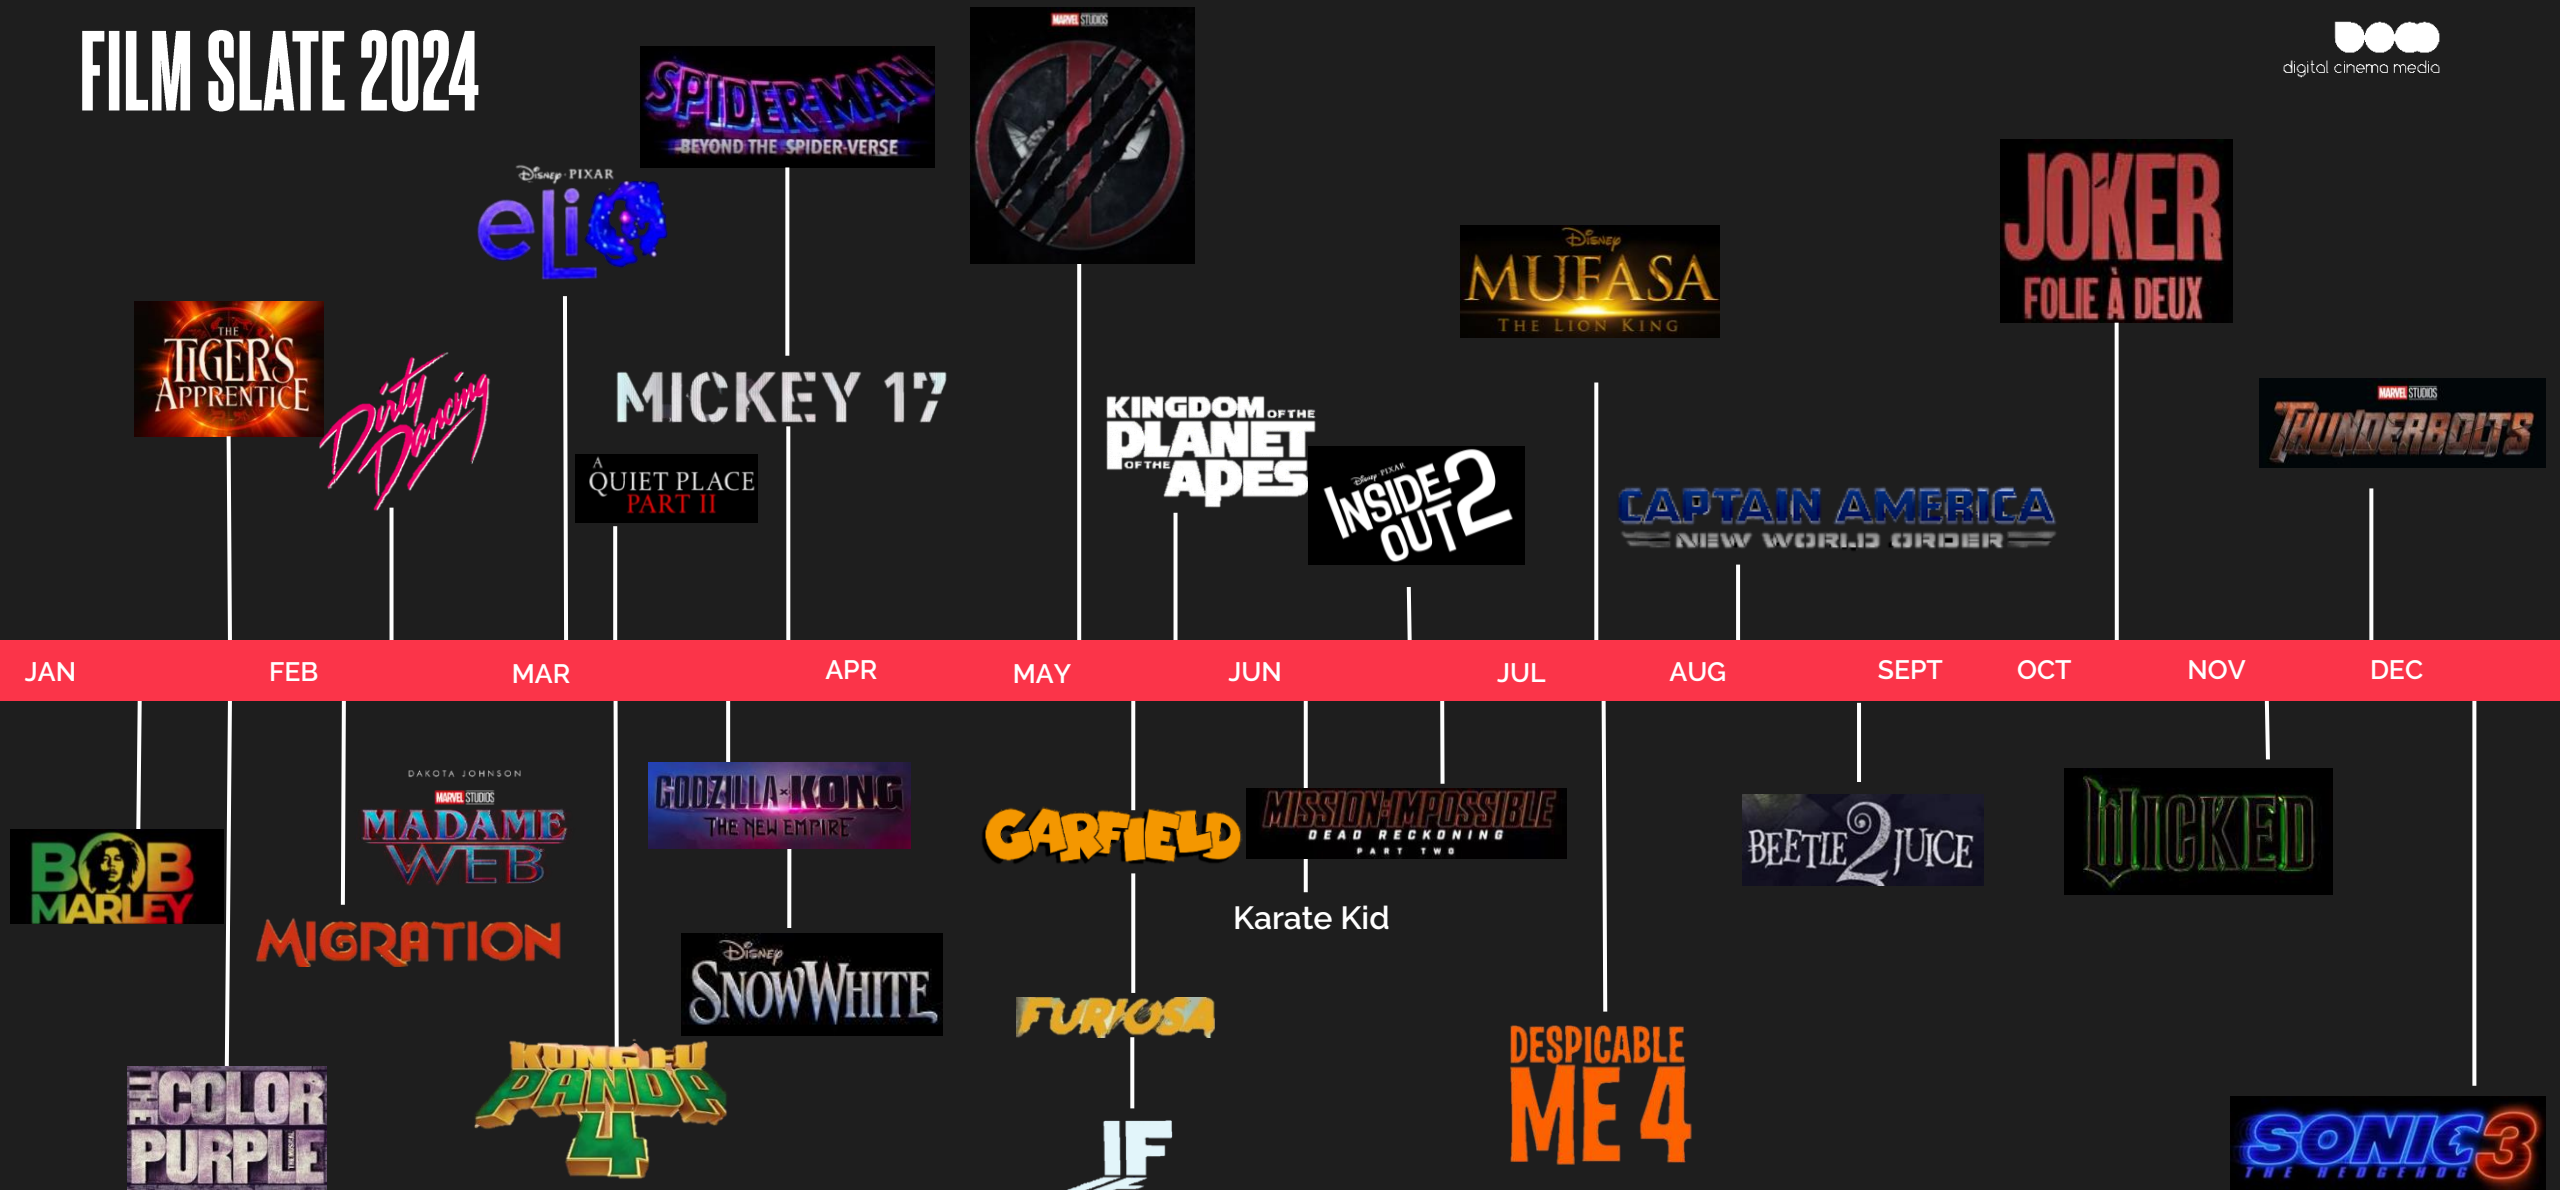 FILM SLATE 2024
digital cinema media
MARVEL STUDIOS
SPIDER-MAN
BEYOND THE SPIDER-VERSE
Disney · PIXAR
eLiO
JOKER
FOLIE À DEUX
Disney
MUFASA
THE LION KING
THE
TIGER'S
APPRENTICE
Dirty
Dancing
MICKEY 17
A
QUIET PLACE
PART II
KINGDOM OF THE
PLANET
OF THE APES
Disney · PIXAR
INSIDE
OUT 2
CAPTAIN AMERICA
NEW WORLD ORDER
MARVEL STUDIOS
THUNDERBOLTS
JAN FEB MAR APR MAY JUN JUL AUG SEPT OCT NOV DEC
BOB
MARLEY
DAKOTA JOHNSON
MARVEL STUDIOS
MADAME
WEB
MIGRATION
GODZILLA x KONG
THE NEW EMPIRE
Disney
SNOW WHITE
GARFIELD
MISSION: IMPOSSIBLE
DEAD RECKONING
PART TWO
Karate Kid
BEETLE 2 JUICE
WICKED
FURIOSA
IF
THE COLOR
PURPLE
THE MUSICAL
KUNG FU
PANDA
4
DESPICABLE
ME 4
SONIC 3
THE HEDGEHOG